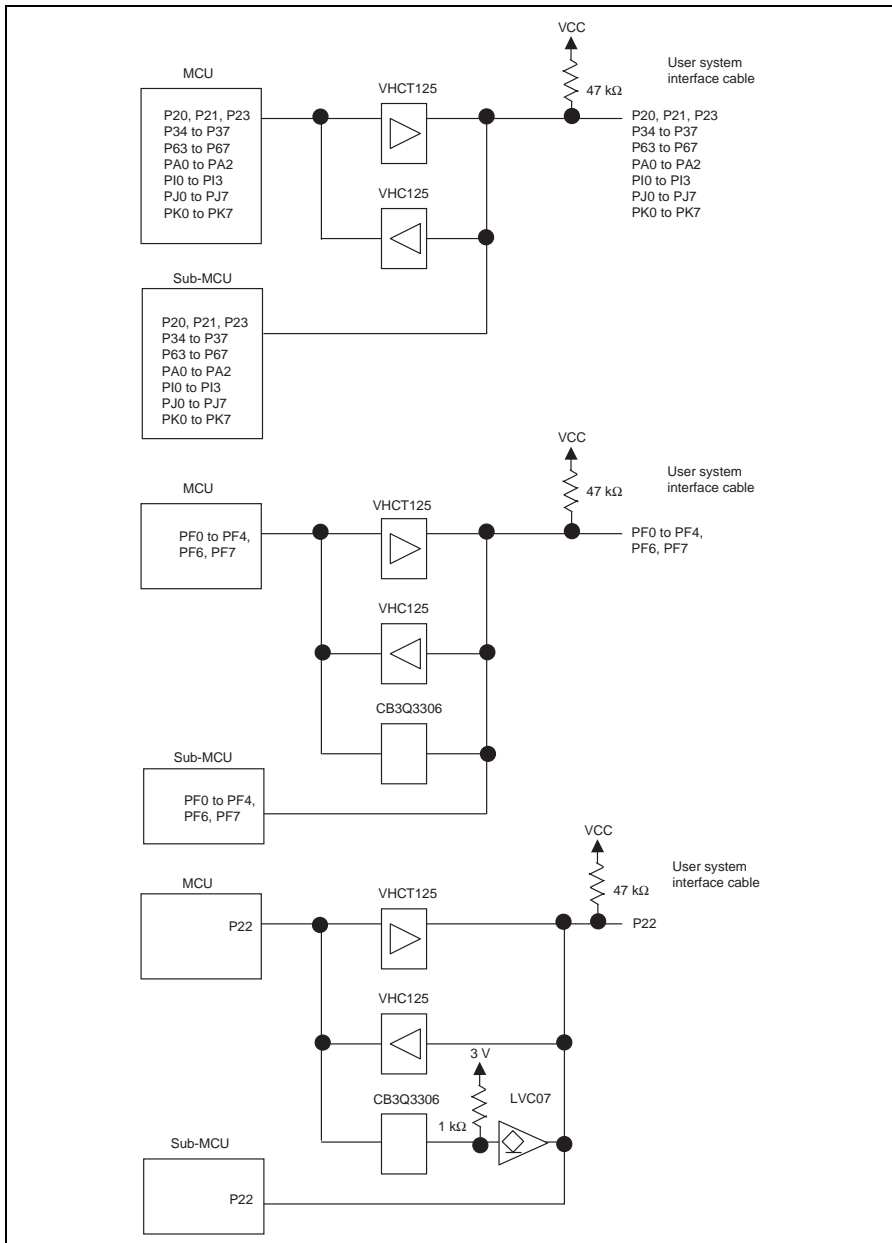 VCC
User system
interface cable
47 kΩ
MCU
VHCT125
P20, P21, P23
P34 to P37
P63 to P67
PA0 to PA2
PI0 to PI3
PJ0 to PJ7
PK0 to PK7
P20, P21, P23
P34 to P37
P63 to P67
PA0 to PA2
PI0 to PI3
PJ0 to PJ7
PK0 to PK7
VHC125
Sub-MCU
P20, P21, P23
P34 to P37
P63 to P67
PA0 to PA2
PI0 to PI3
PJ0 to PJ7
PK0 to PK7
VCC
User system
interface cable
47 kΩ
MCU
VHCT125
PF0 to PF4,
PF6, PF7
PF0 to PF4,
PF6, PF7
VHC125
CB3Q3306
Sub-MCU
PF0 to PF4,
PF6, PF7
VCC
User system
interface cable
47 kΩ
MCU
VHCT125
P22
P22
VHC125
3 V
CB3Q3306
LVC07
1 kΩ
Sub-MCU
P22